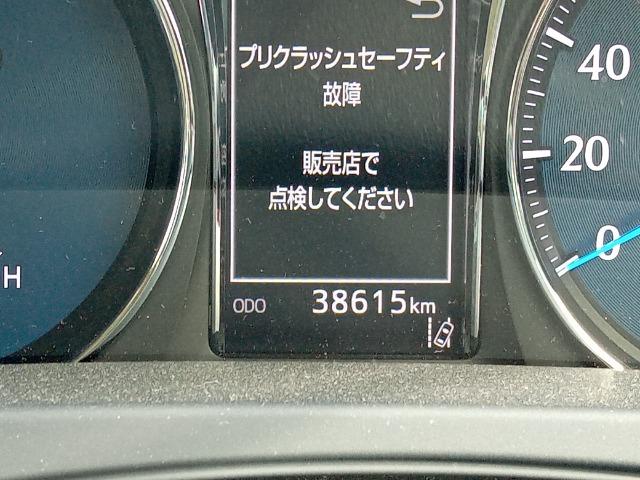 プリクラッシュセーフティ
故障
販売店で
点検してください
ODO 38615km
40
20
0
H